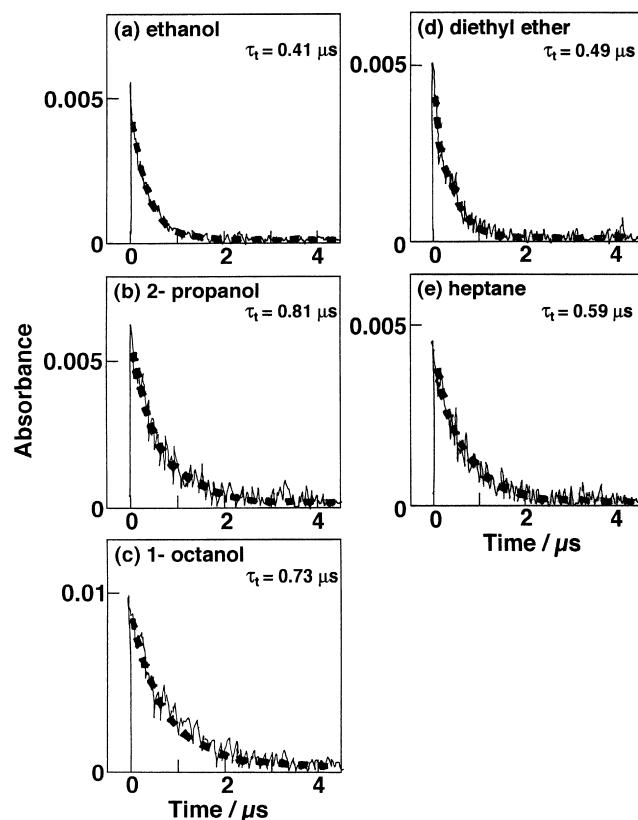 (a) ethanol
τt = 0.41 μs
0.005
0
0 2 4
(b) 2- propanol
τt = 0.81 μs
0.005
0
0 2 4
(c) 1- octanol
τt = 0.73 μs
0.01
0
0 2 4
Time / μs
Absorbance
(d) diethyl ether
τt = 0.49 μs
0.005
0
0 2 4
(e) heptane
τt = 0.59 μs
0.005
0
0 2 4
Time / μs